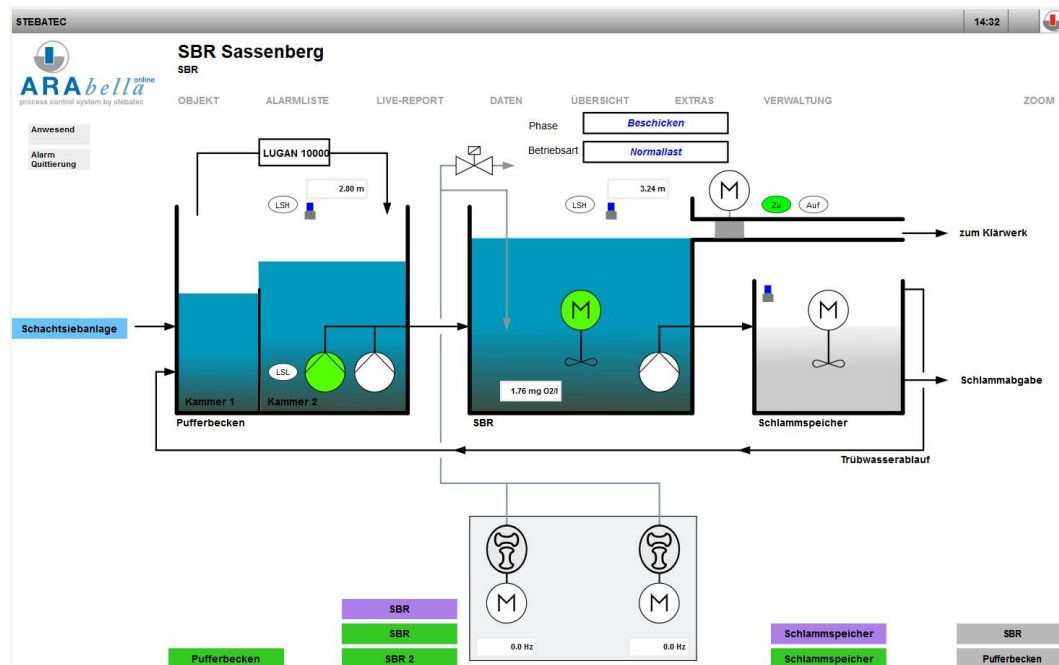 STEBATEC
14:32
ARAbella online
process control system by stebatec
SBR Sassenberg
SBR
OBJEKT
ALARMLISTE
LIVE-REPORT
DATEN
ÜBERSICHT
EXTRAS
VERWALTUNG
ZOOM
Anwesend
Alarm
Quittierung
Phase
Beschicken
Betriebsart
Normallast
LUGAN 10000
2.80 m
LSH
3.24 m
LSH
M
Zu
Auf
zum Klärwerk
Schachtsiebanlage
M
M
LSL
1.76 mg O2/l
Schlammabgabe
Kammer 1
Kammer 2
Pufferbecken
SBR
Schlammspeicher
Trübwasserablauf
M
M
0.0 Hz
0.0 Hz
SBR
SBR
Schlammspeicher
SBR
Pufferbecken
SBR 2
Schlammspeicher
Pufferbecken